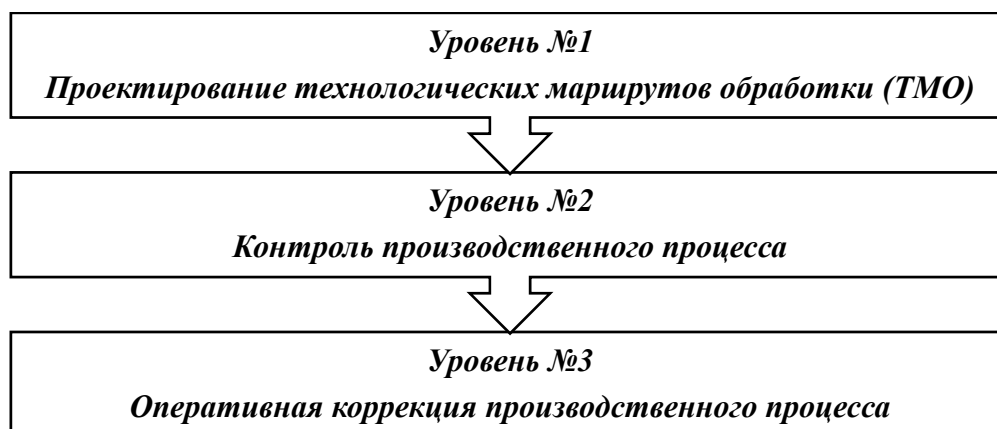 Уровень №1
Проектирование технологических маршрутов обработки (ТМО)
Уровень №2
Контроль производственного процесса
Уровень №3
Оперативная коррекция производственного процесса